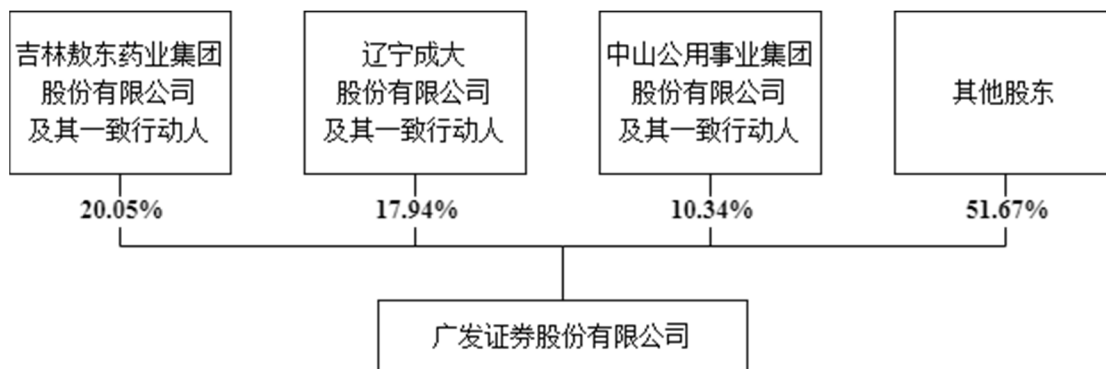 吉林敖东药业集团
股份有限公司
及其一致行动人
辽宁成大
股份有限公司
及其一致行动人
中山公用事业集团
股份有限公司
及其一致行动人
其他股东
20.05%
17.94%
10.34%
51.67%
广发证券股份有限公司